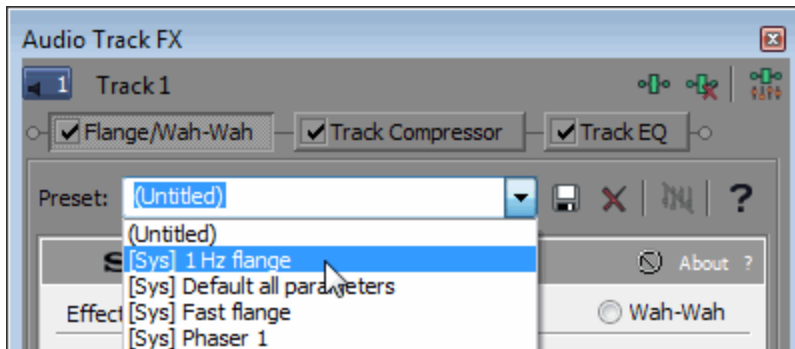 Audio Track FX
1 Track 1
Flange/Wah-Wah Track Compressor Track EQ
Preset: (Untitled) ?
(Untitled)
S [Sys] 1 Hz flange About ?
[Sys] Default all parameters
Effect [Sys] Fast flange Wah-Wah
[Sys] Phaser 1